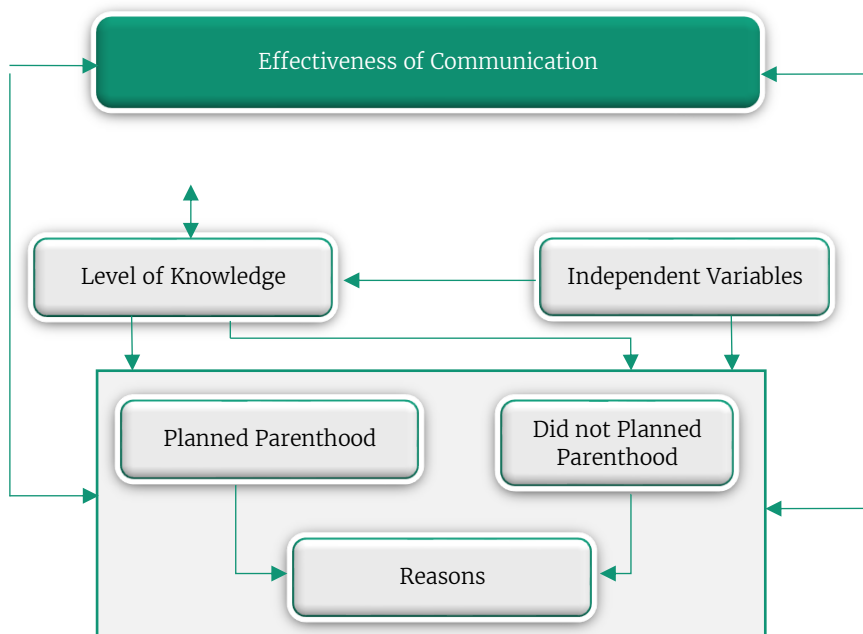 Effectiveness of Communication
Level of Knowledge
Independent Variables
Planned Parenthood
Did not Planned
Parenthood
Reasons